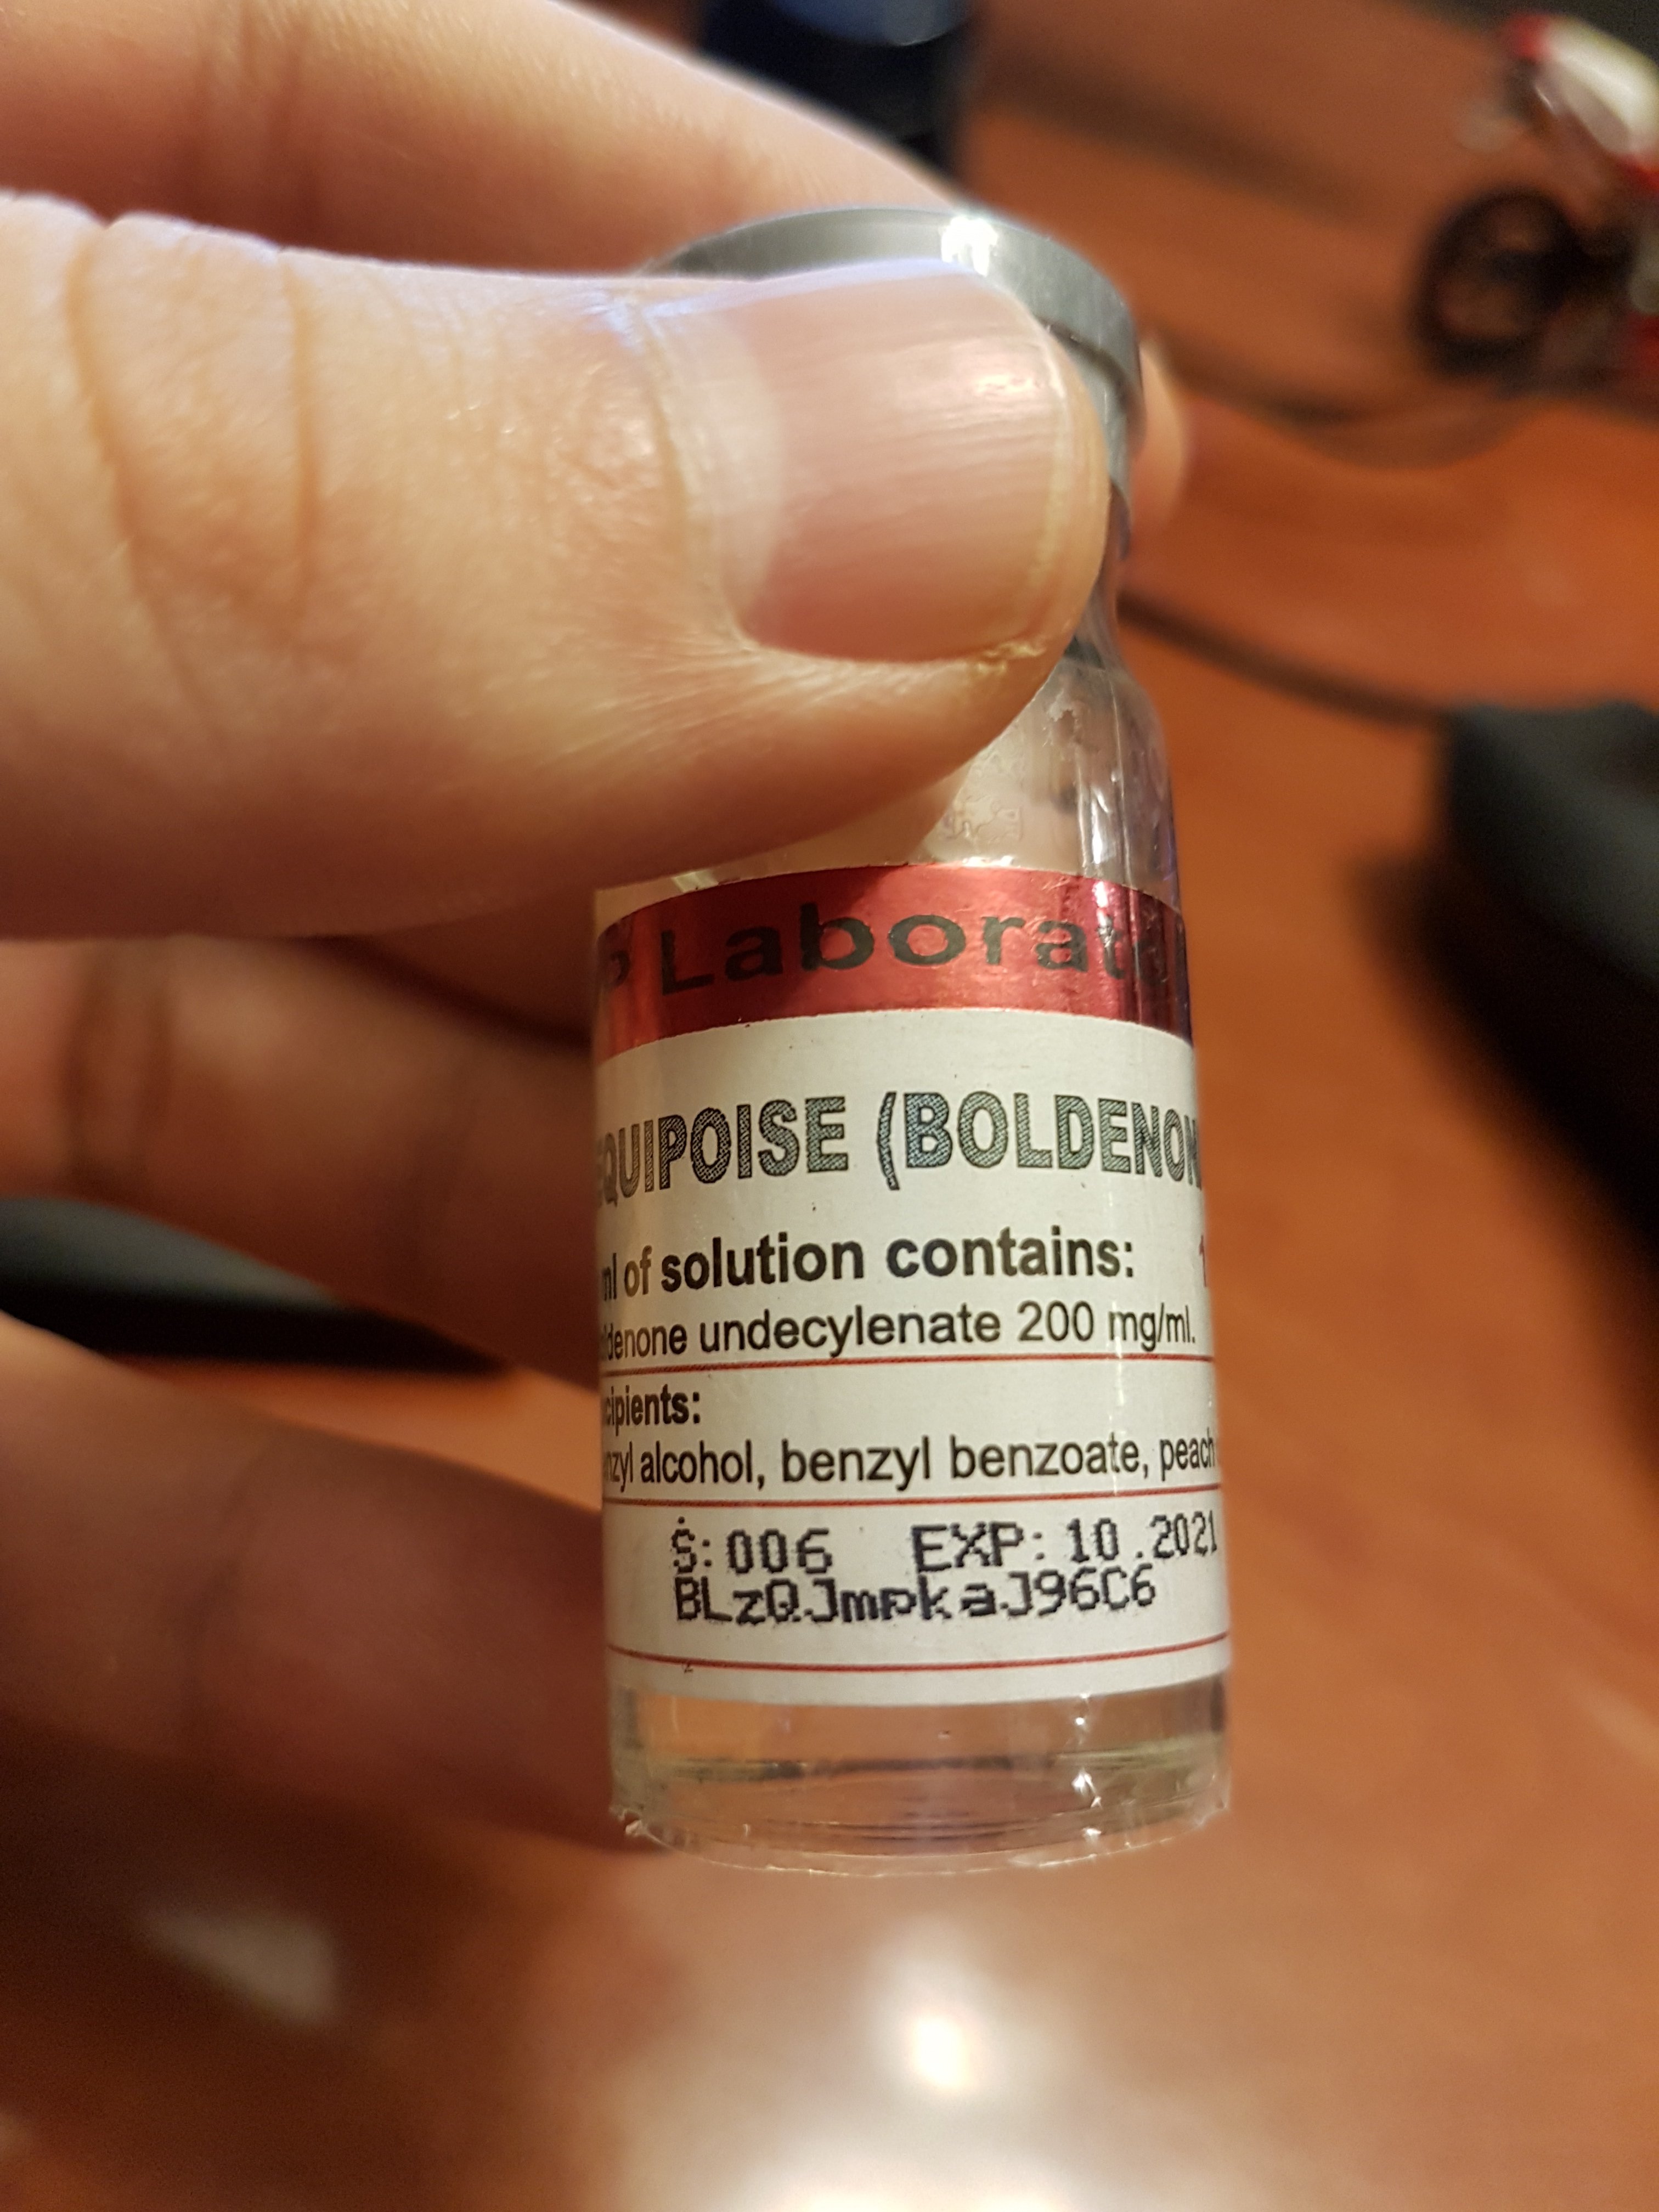 P Laborat
QUIPOISE (BOLDENON
ml of solution contains:
denone undecylenate 200 mg/ml.
cipients:
nzyl alcohol, benzyl benzoate, peach
S:006 EXP: 10.2021
BLzQJmpkaJ96C6